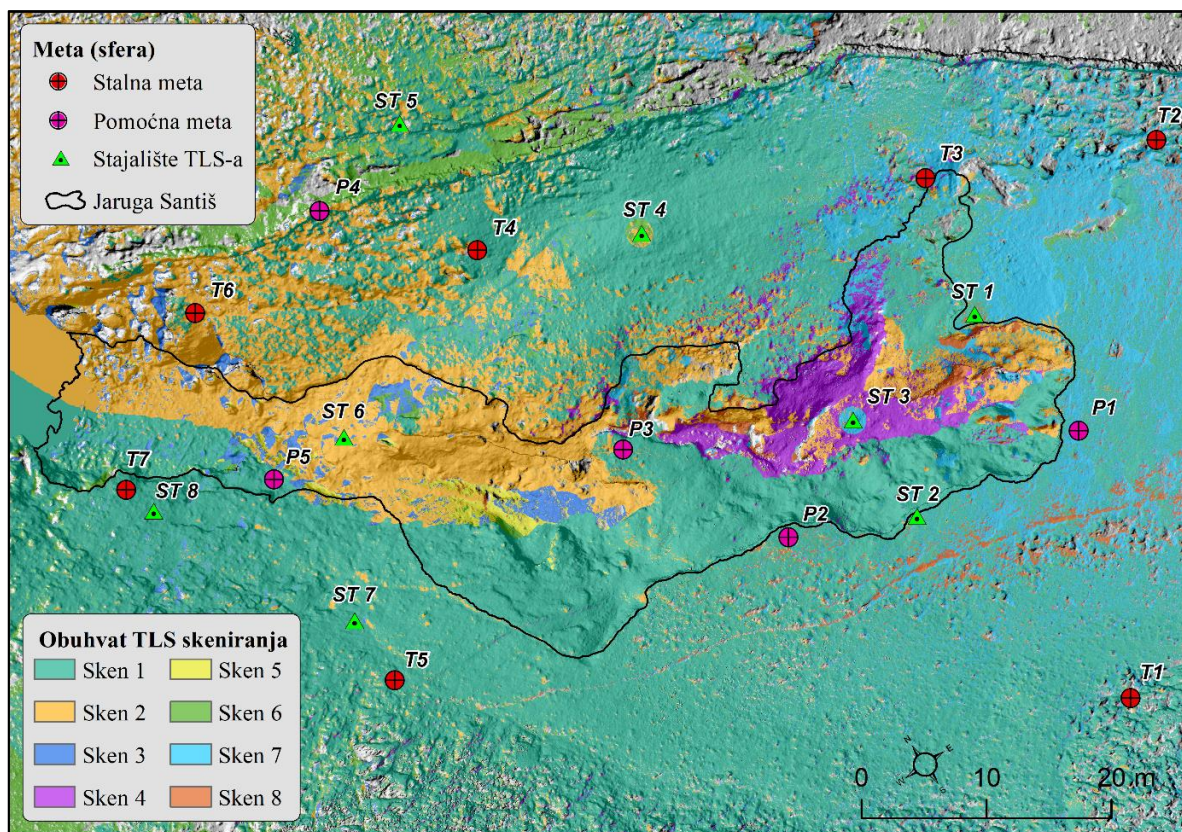 Meta (sfera)
Stalna meta
Pomoćna meta
Stajalište TLS-a
Jaruga Santiš
ST 5
P4
T4
ST 4
T3
T2
T6
ST 1
ST 6
P3
ST 3
P1
T7
P5
ST 8
P2
ST 2
ST 7
T5
T1
Obuhvat TLS skeniranja
Sken 1
Sken 5
Sken 2
Sken 6
Sken 3
Sken 7
Sken 4
Sken 8
N
E
S
W
0 10 20 m